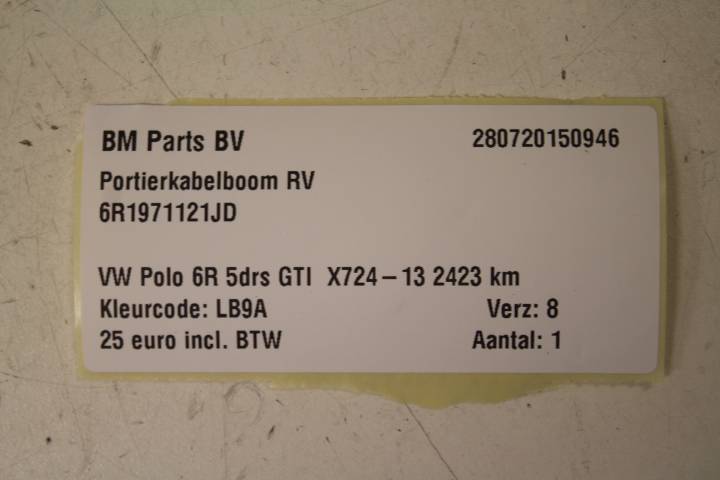 BM Parts BV 280720150946
Portierkabelboom RV
6R1971121JD
VW Polo 6R 5drs GTI X724-13 2423 km
Kleurcode: LB9A Verz: 8
25 euro incl. BTW Aantal: 1